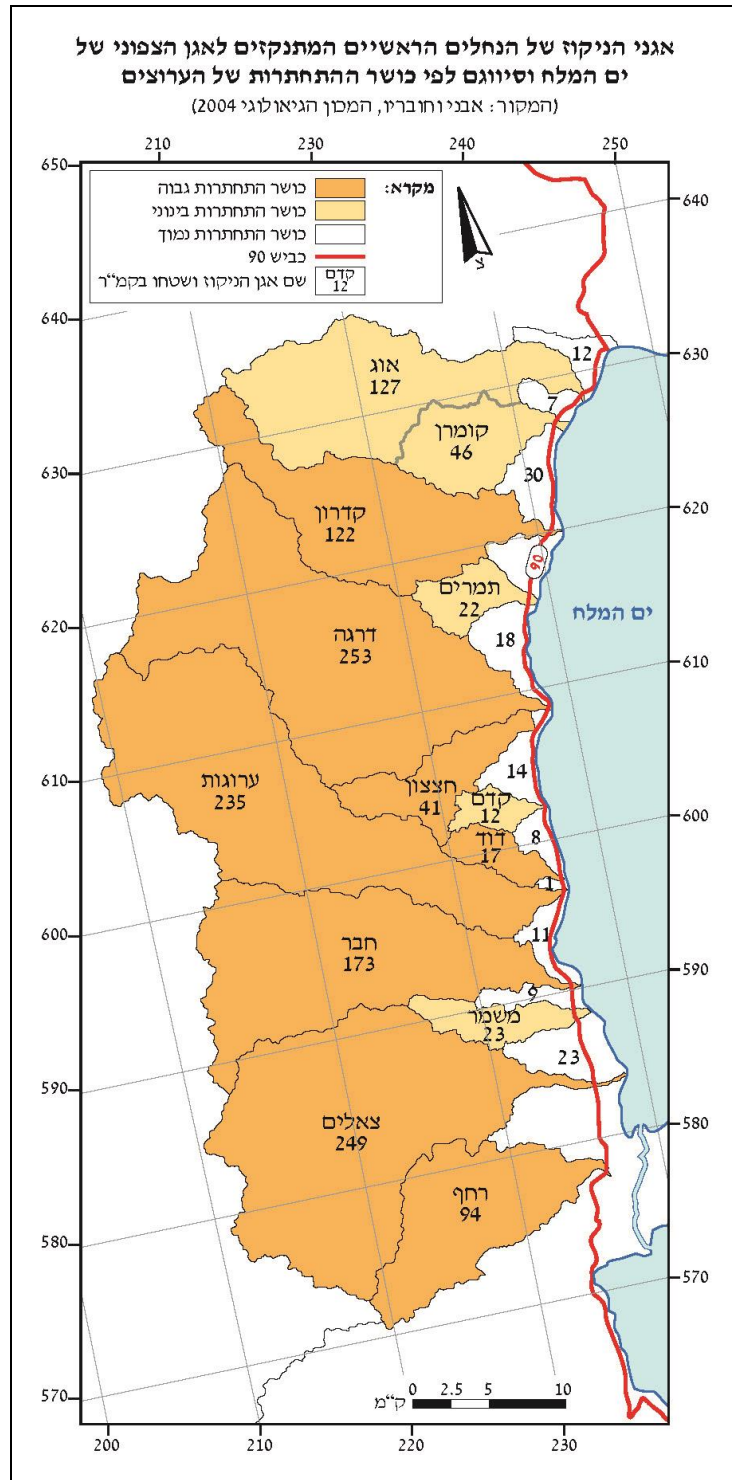 אגני הניקוז של הנחלים הראשיים המתנקזים לאגן הצפוני של
ים המלח וסיווגם לפי כושר ההתחתרות של הערוצים
(המקור: אבני וחובריו, המכון הגיאולוגי 2004)
210
230
240
250
650
640
630
620
610
600
590
580
570
640
630
620
610
600
590
580
570
200
210
220
230
מקרא:
כושר התחתרות גבוה
כושר התחתרות בינוני
כושר התחתרות נמוך
כביש 90
קדם
12
שם אגן הניקוז ושטחו בקמ"ר
צ
12
אוג
127
7
קומרן
46
30
קדרון
122
90
תמרים
22
ים המלח
18
דרגה
253
14
חצצון
41
קדם
12
ערוגות
235
8
דוד
17
1
11
חבר
173
9
משמר
23
23
צאלים
249
רחף
94
0
2.5
5
10
ק"מ